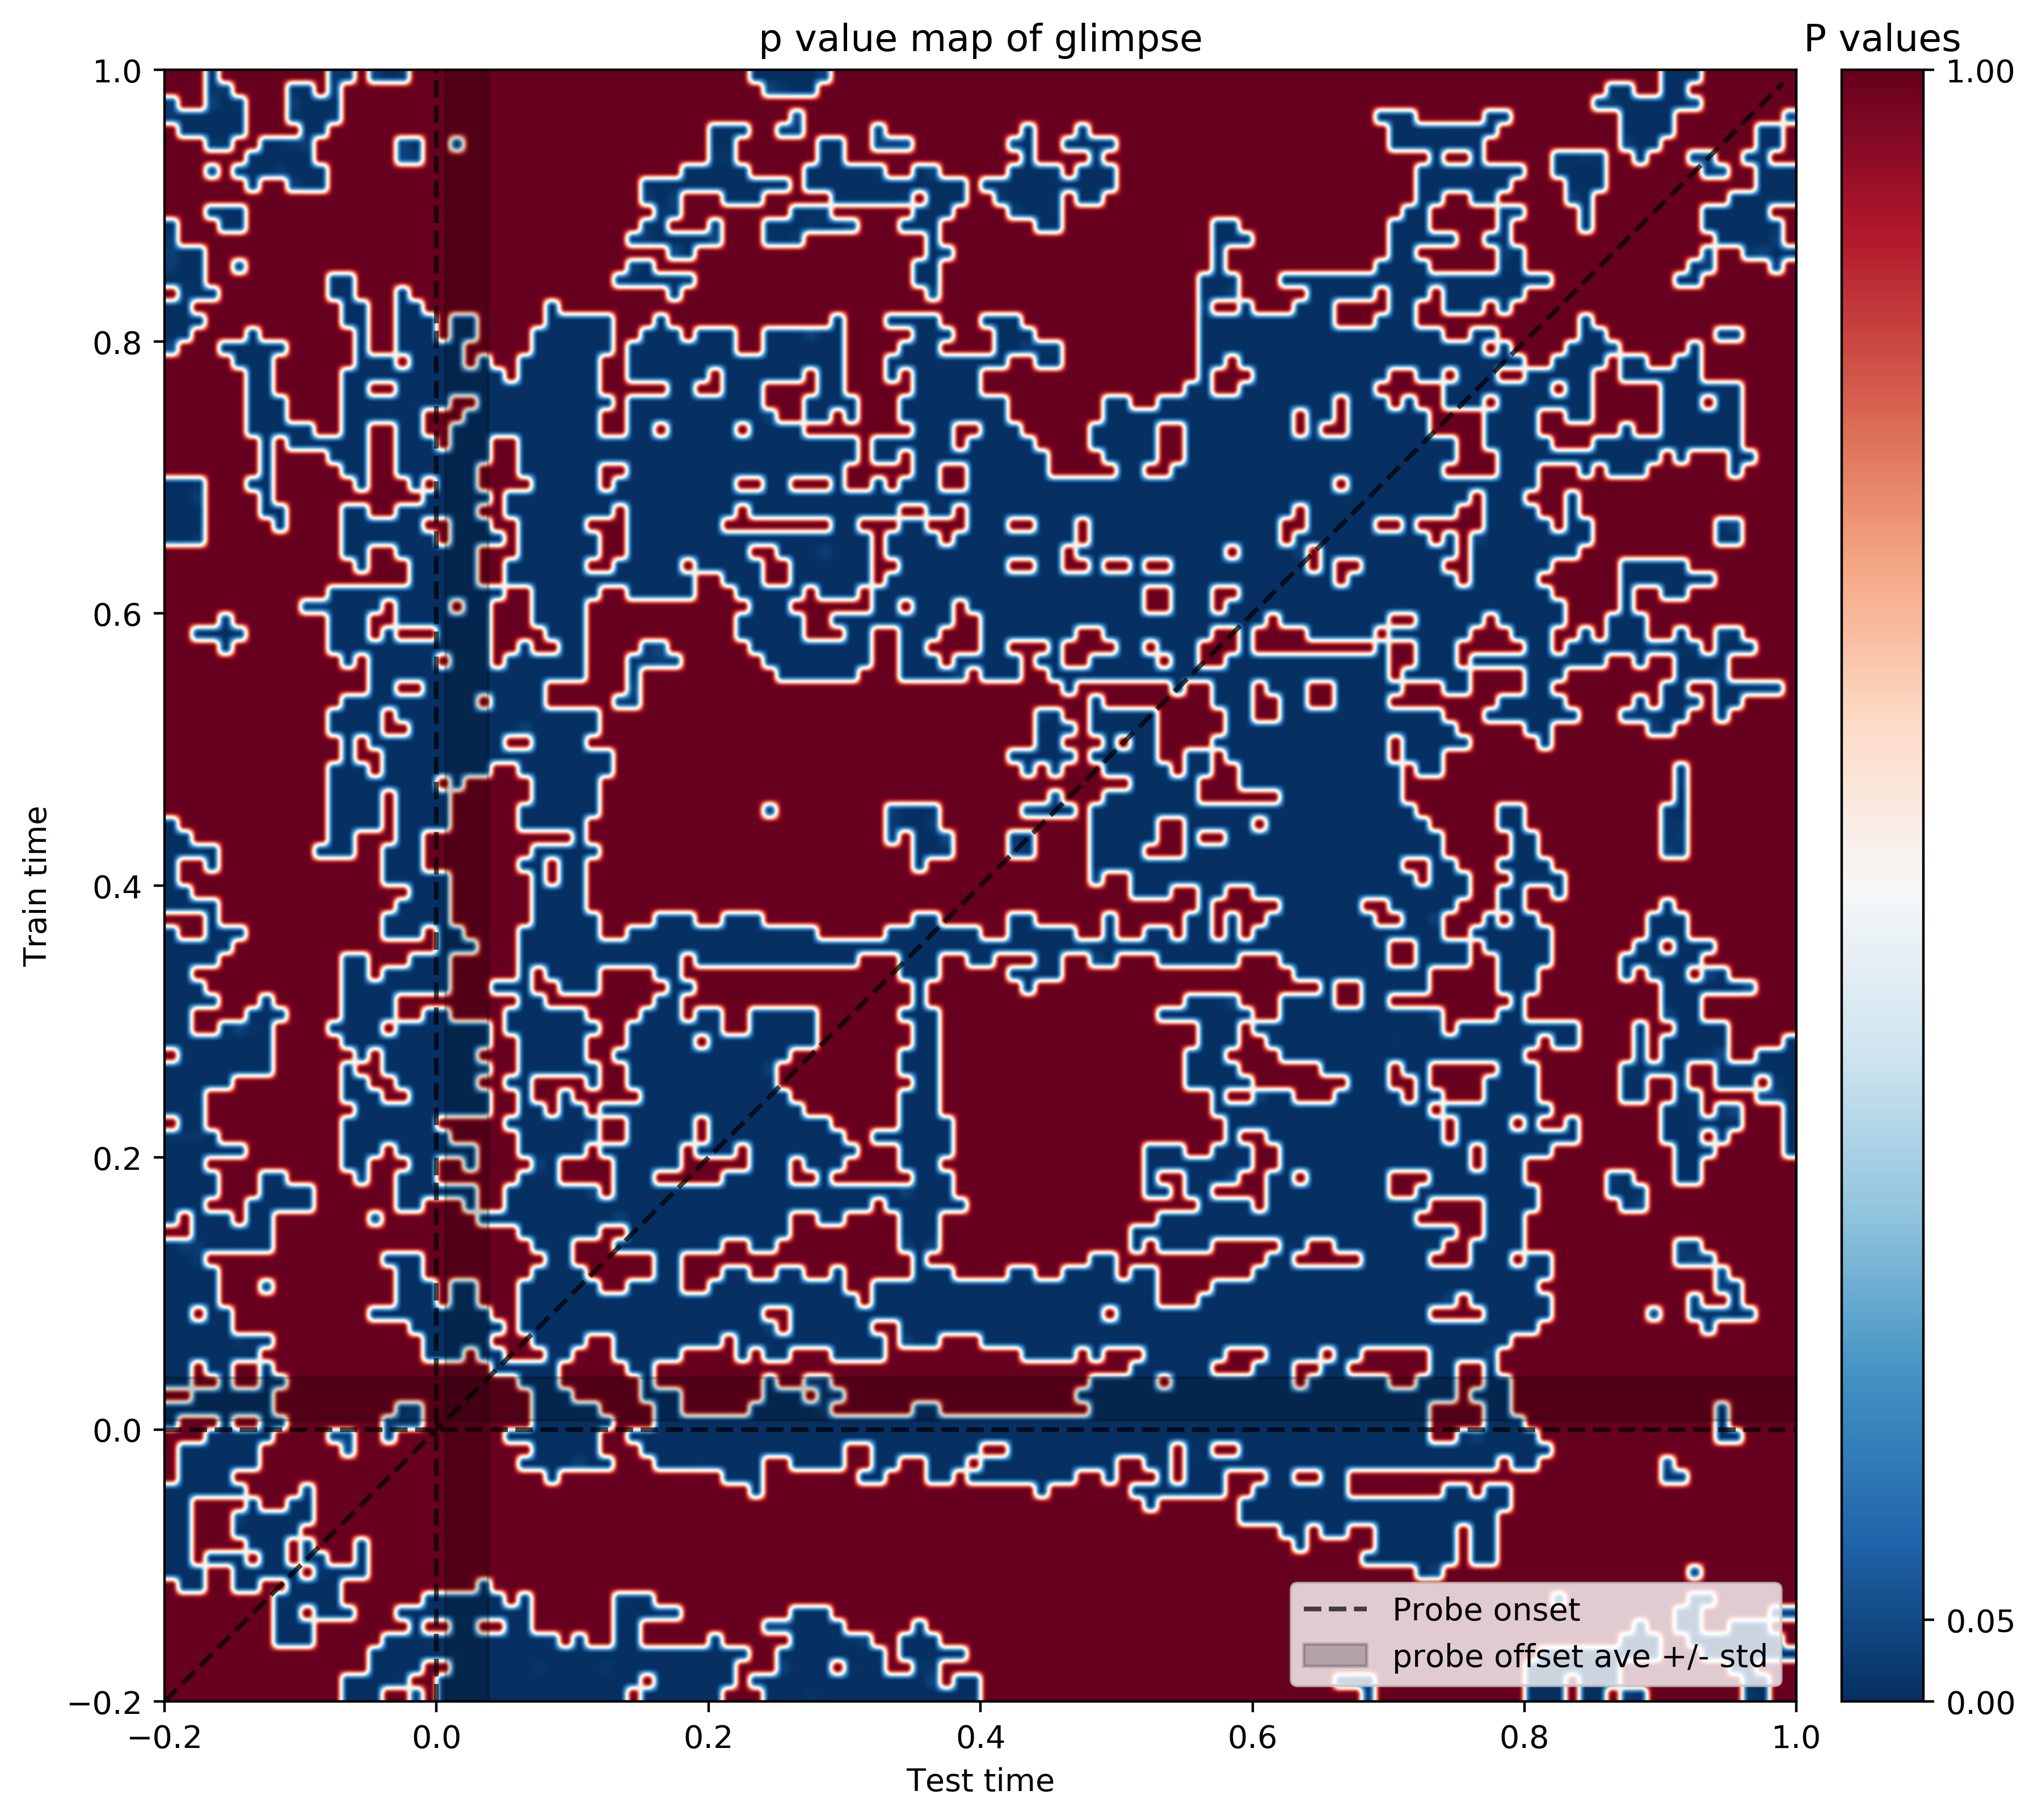 p value map of glimpse
P values
1.0
0.8
0.6
0.4
0.2
0.0
−0.2
Train time
−0.2
0.0
0.2
0.4
0.6
0.8
1.0
Test time
Probe onset
probe offset ave +/- std
1.00
0.05
0.00